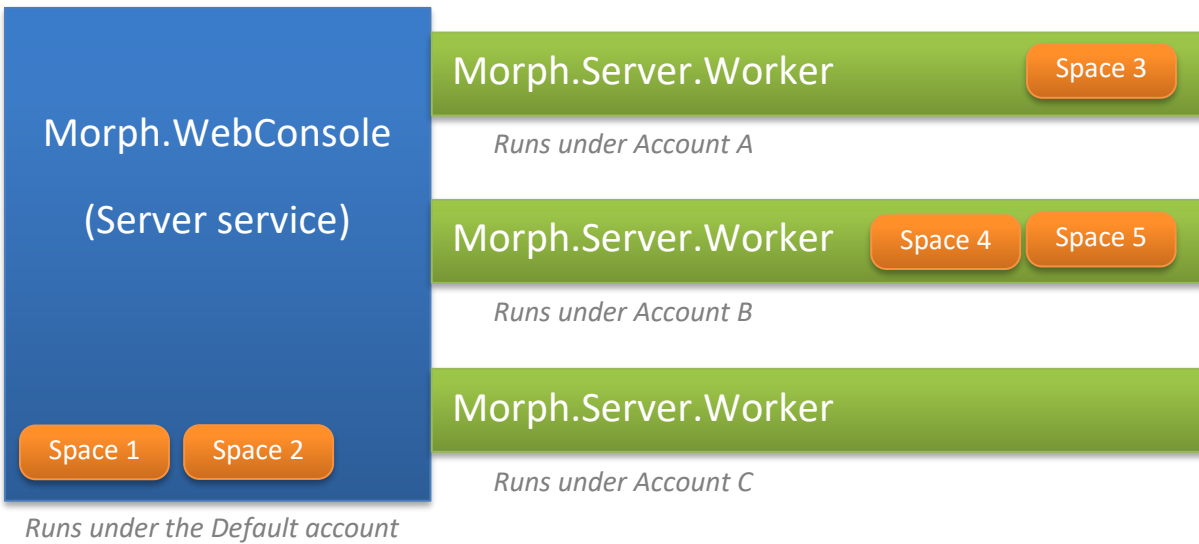 Morph.WebConsole
(Server service)
Space 1
Space 2
Runs under the Default account
Morph.Server.Worker
Space 3
Runs under Account A
Morph.Server.Worker
Space 4
Space 5
Runs under Account B
Morph.Server.Worker
Runs under Account C